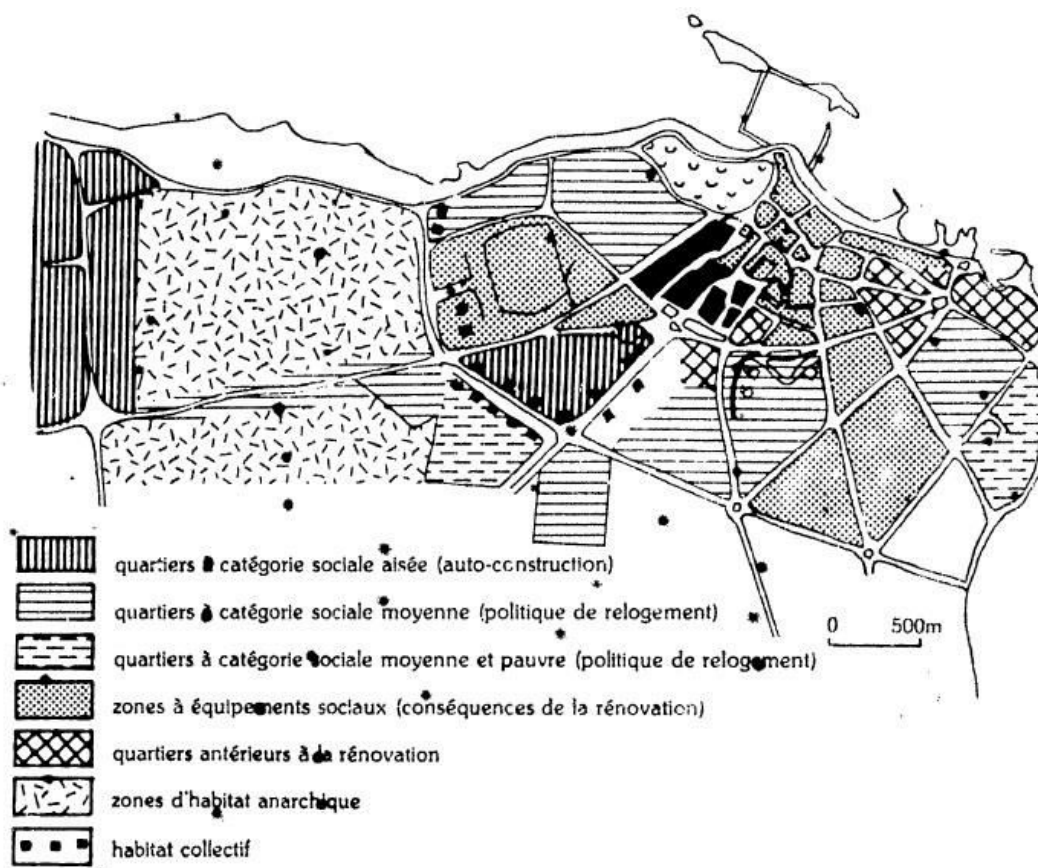 quartiers à catégorie sociale aisée (auto-construction)
quartiers à catégorie sociale moyenne (politique de relogement)
quartiers à catégorie sociale moyenne et pauvre (politique de relogement)
zones à équipements sociaux (conséquences de la rénovation)
quartiers antérieurs à la rénovation
zones d'habitat anarchique
habitat collectif
0 500m